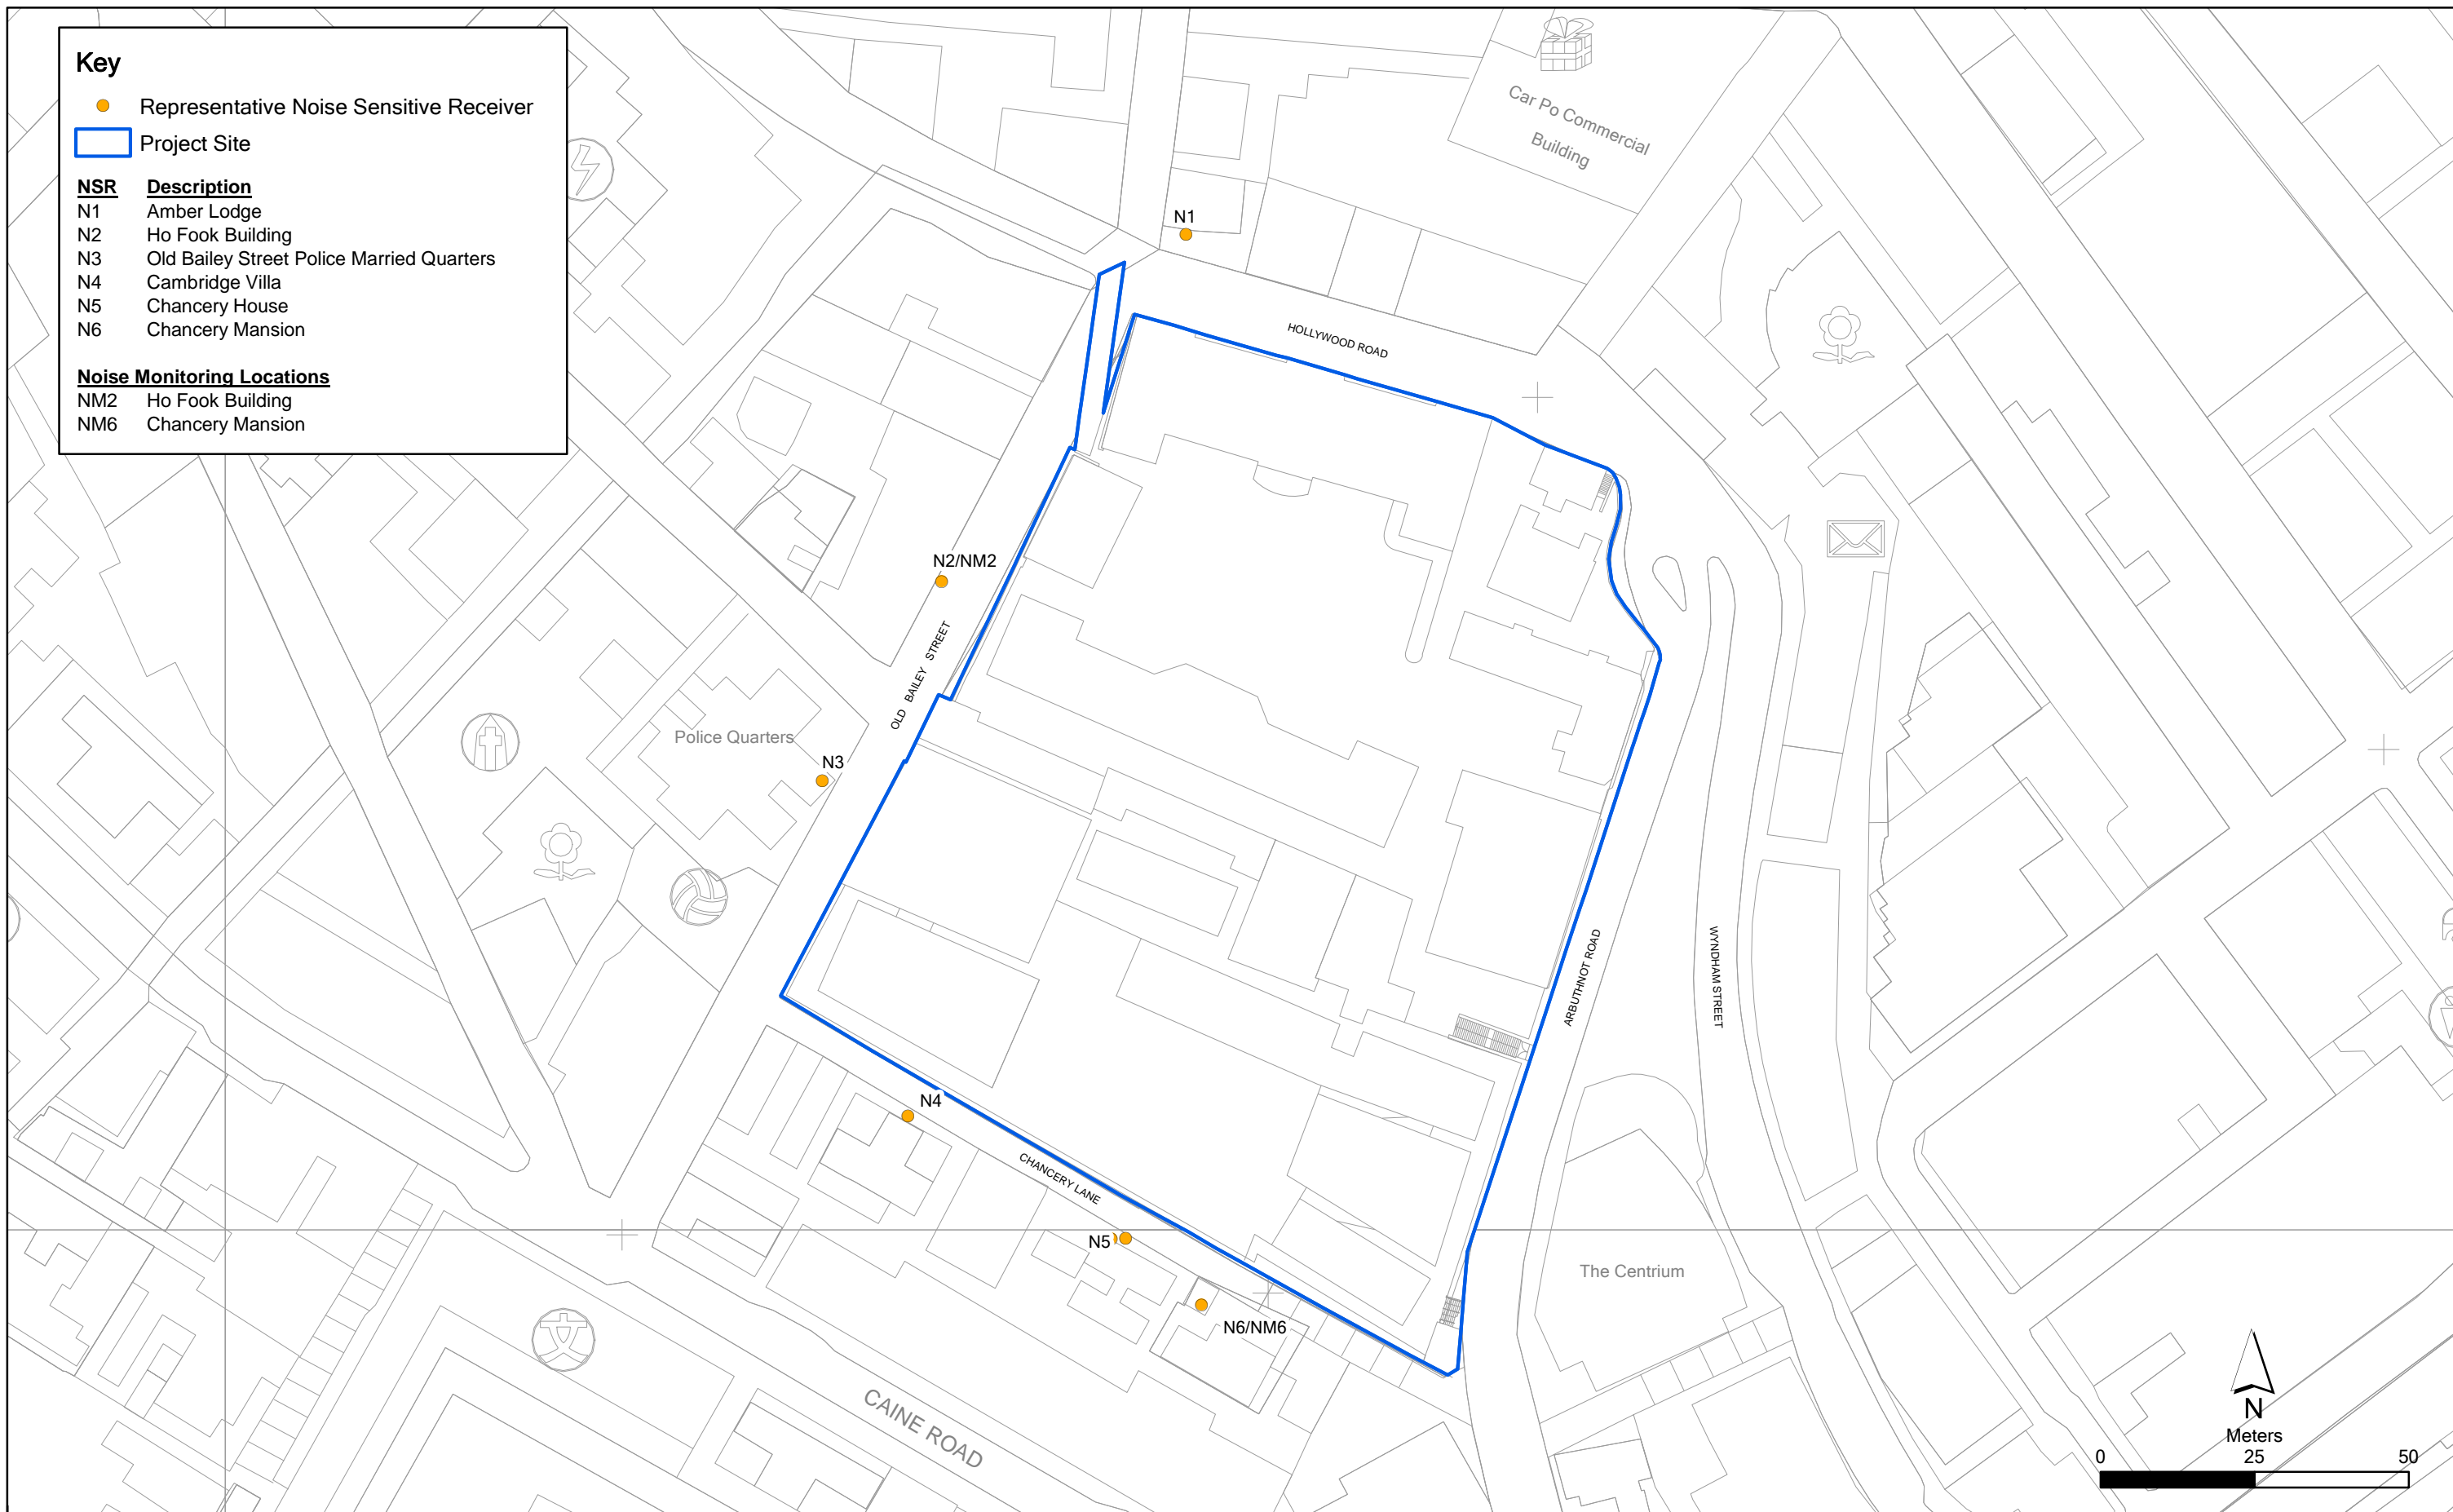 Key
Representative Noise Sensitive Receiver
Project Site
NSR Description
N1 Amber Lodge
N2 Ho Fook Building
N3 Old Bailey Street Police Married Quarters
N4 Cambridge Villa
N5 Chancery House
N6 Chancery Mansion
Noise Monitoring Locations
NM2 Ho Fook Building
NM6 Chancery Mansion
Car Po Commercial
Building
N1
HOLLYWOOD ROAD
N2/NM2
OLD BAILEY STREET
Police Quarters
N3
ARBUTHNOT ROAD
WYNDHAM STREET
N4
CHANCERY LANE
N5
The Centrium
N6/NM6
CAINE ROAD
N
Meters
0 25 50